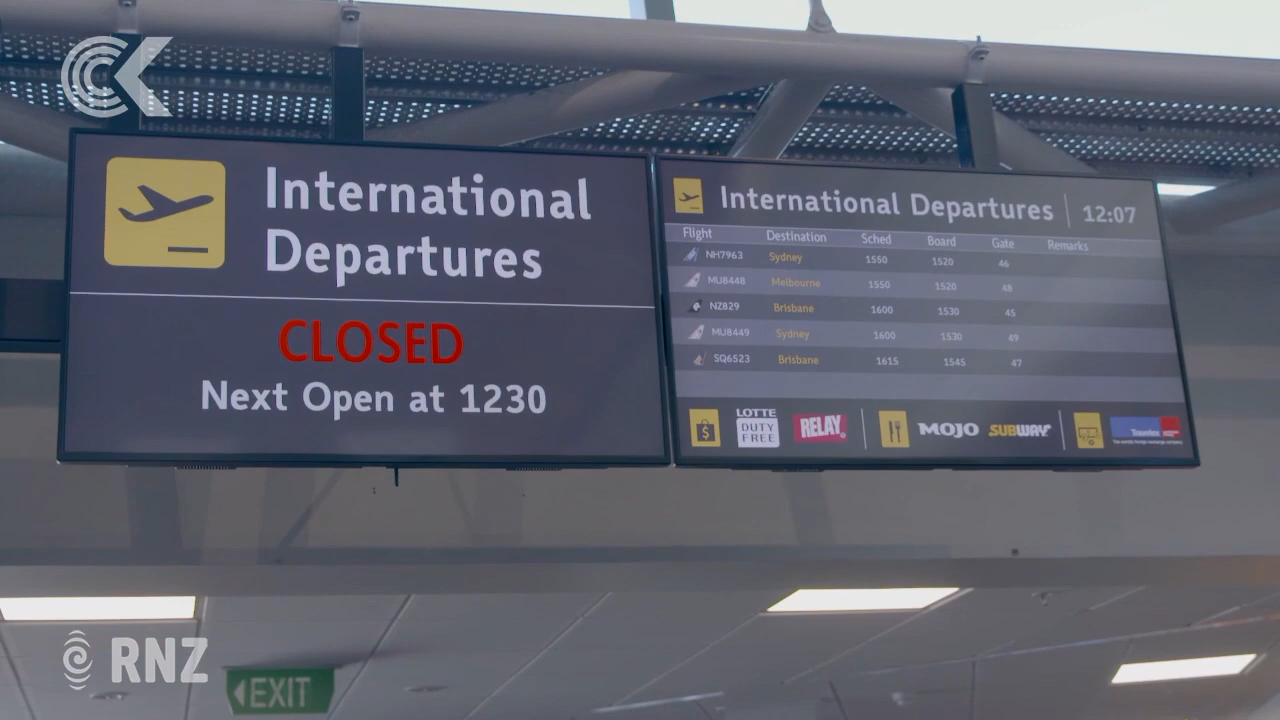 International
Departures
CLOSED
Next Open at 1230
International Departures 12:07
Flight Destination Sched Board Gate Remarks
NH7963 Sydney 1550 1520 46
MU8448 Melbourne 1550 1520 48
NZ829 Brisbane 1600 1530 45
MU8449 Sydney 1600 1530 49
SQ6523 Brisbane 1615 1545 47
LOTTE
DUTY
FREE
RELAY
MOJO
SUBWAY
Travelex
RNZ
EXIT